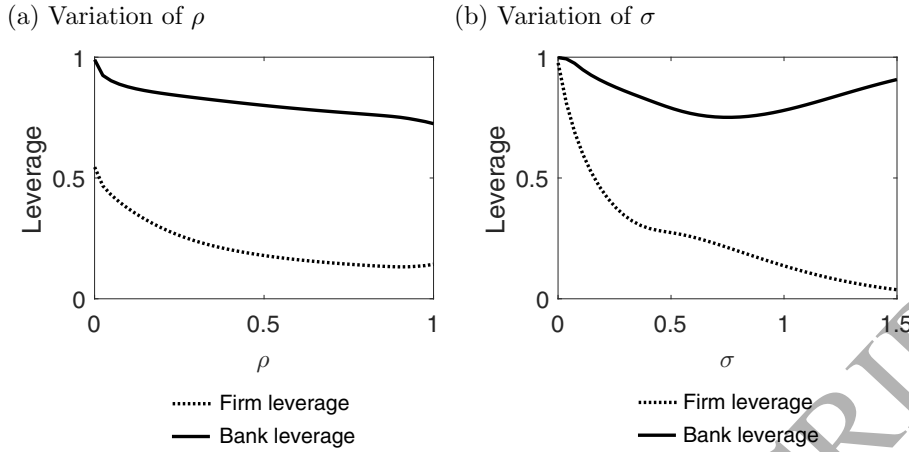 (a) Variation of ρ
Leverage
1
0.5
0
0
0.5
1
ρ
Firm leverage
Bank leverage
(b) Variation of σ
Leverage
1
0.5
0
0
0.5
1
1.5
σ
Firm leverage
Bank leverage